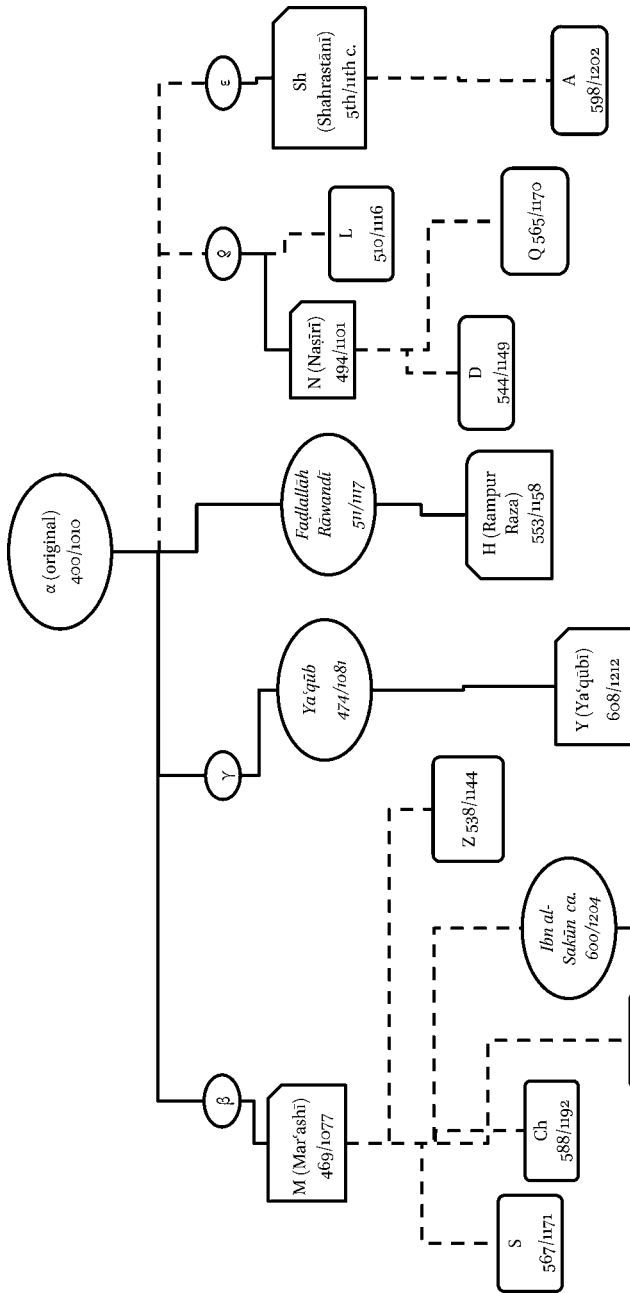 α (original)
400/1010
β
γ
δ
ε
M (Marʿashī)
469/1077
Yaʿqūb
474/1081
Faḍlallāh
Rāwandī
511/1117
N (Naṣīrī)
494/1101
L
510/1116
Sh
(Shahrastānī)
5th/11th c.
Z 538/1144
H (Rampur
Raza)
553/1158
D
544/1149
Q 565/1170
S
567/1171
Ch
588/1192
Ibn al-
Sakūn ca.
600/1204
Y (Yaʿqūbī)
608/1212
A
598/1202